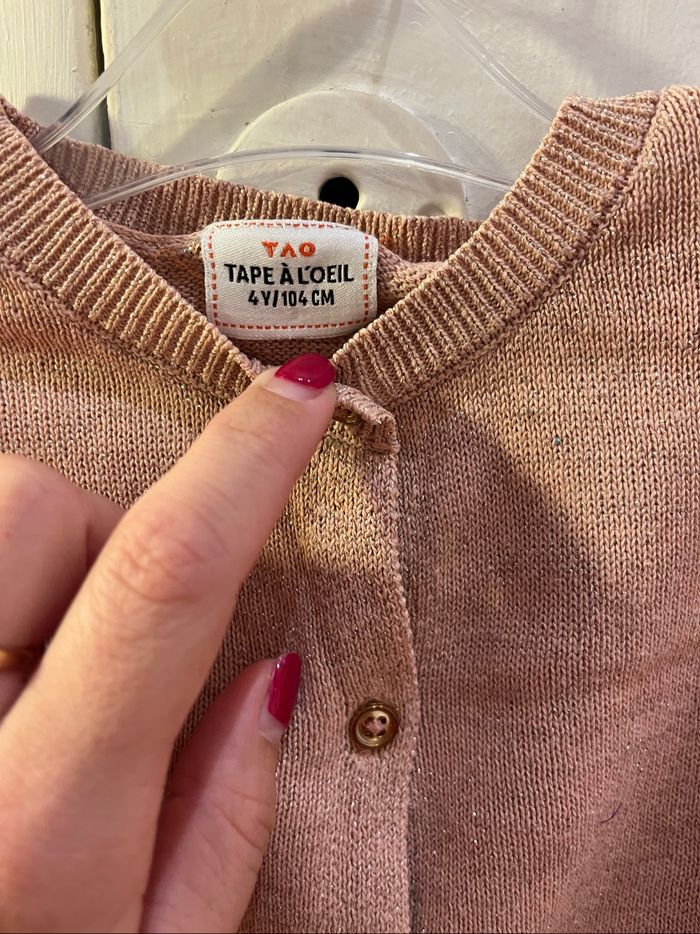 TAO
TAPE À L'OEIL
4Y/104 CM